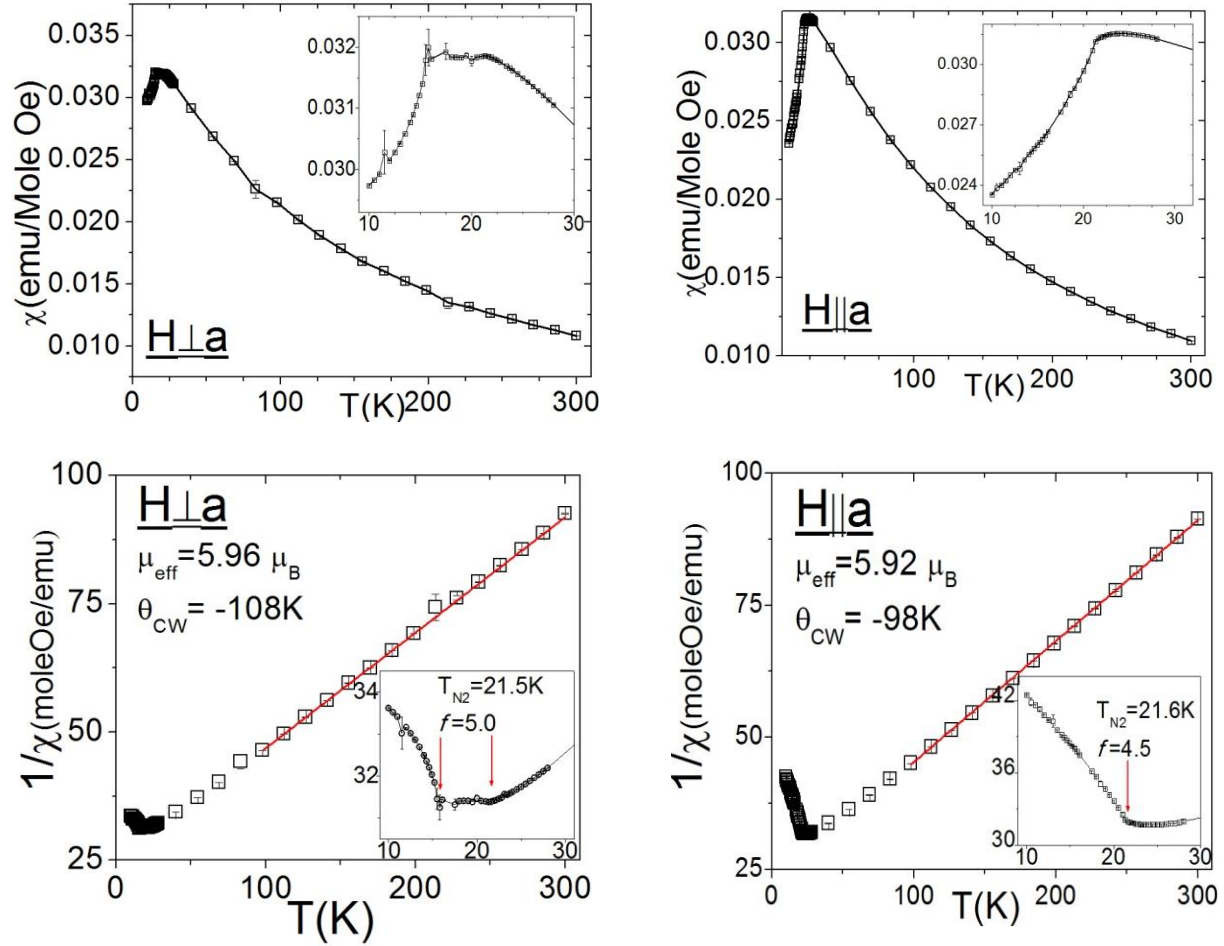 0.035
0.030
0.025
0.020
0.015
0.010
χ(emu/Mole Oe)
0.032
0.031
0.030
10
20
30
H⊥a
0
100
200
300
T(K)
0.030
0.025
0.020
0.015
0.010
χ(emu/Mole Oe)
0.030
0.027
0.024
10
20
30
H||a
100
200
300
T(K)
100
75
50
25
1/χ(moleOe/emu)
H⊥a
μeff=5.96 μB
θCW= -108K
34
31
TN2=21.5K
f=5.0
10
20
30
0
100
200
300
T(K)
100
75
50
25
1/χ(moleOe/emu)
H||a
μeff=5.92 μB
θCW= -98K
42
36
30
TN2=21.6K
f=4.5
10
20
30
0
100
200
300
T(K)